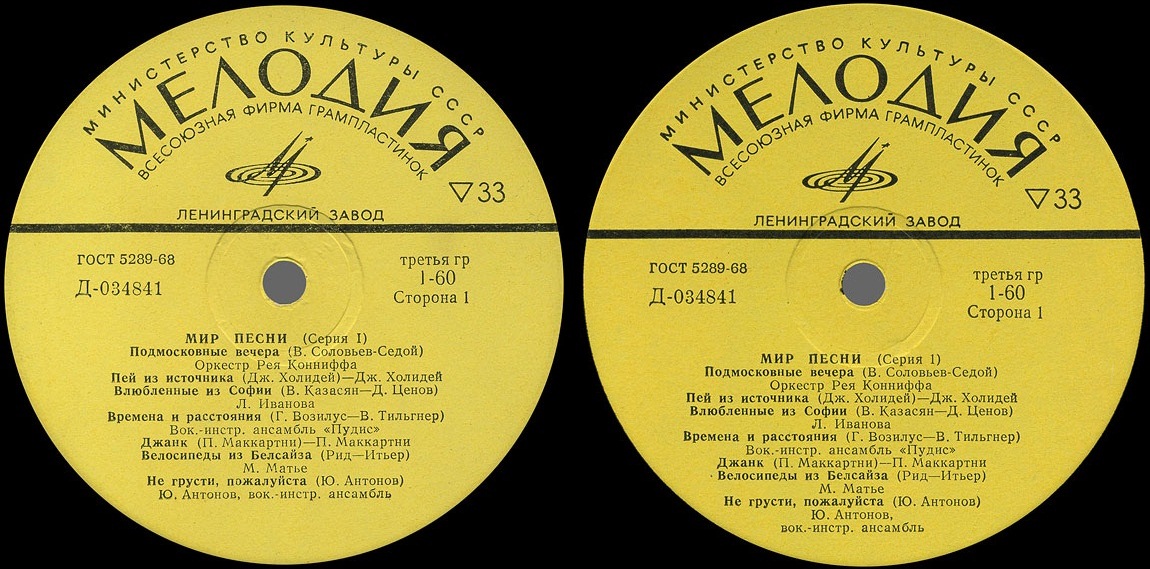 МИНИСТЕРСТВО КУЛЬТУРЫ СССР
МЕЛОДИЯ
ВСЕСОЮЗНАЯ ФИРМА ГРАМПЛАСТИНОК
▽33
ЛЕНИНГРАДСКИЙ ЗАВОД
ГОСТ 5289-68
Д-034841
третья гр
1-60
Сторона 1
МИР ПЕСНИ (Серия I)
Подмосковные вечера (В. Соловьев-Седой)
Оркестр Рея Конниффа
Пей из источника (Дж. Холидей)—Дж. Холидей
Влюбленные из Софии (В. Казасян—Д. Ценов)
Л. Иванова
Времена и расстояния (Г. Возилус—В. Тильгнер)
Вок.-инстр. ансамбль «Пудис»
Джанк (П. Маккартни)—П. Маккартни
Велосипеды из Белсайза (Рид—Итьер)
М. Матье
Не грусти, пожалуйста (Ю. Антонов)
Ю. Антонов, вок.-инстр. ансамбль
МИНИСТЕРСТВО КУЛЬТУРЫ СССР
МЕЛОДИЯ
ВСЕСОЮЗНАЯ ФИРМА ГРАМПЛАСТИНОК
▽33
ЛЕНИНГРАДСКИЙ ЗАВОД
ГОСТ 5289-68
Д-034841
третья гр
1-60
Сторона 1
МИР ПЕСНИ (Серия 1)
Подмосковные вечера (В. Соловьев-Седой)
Оркестр Рея Конниффа
Пей из источника (Дж. Холидей)—Дж. Холидей
Влюбленные из Софии (В. Казасян—Д. Ценов)
Л. Иванова
Времена и расстояния (Г. Возилус—В. Тильгнер)
Вок.-инстр. ансамбль «Пудис»
Джанк (П. Маккартни)—П. Маккартни
Велосипеды из Белсайза (Рид—Итьер)
М. Матье
Не грусти, пожалуйста (Ю. Антонов)
Ю. Антонов,
вок.-инстр. ансамбль